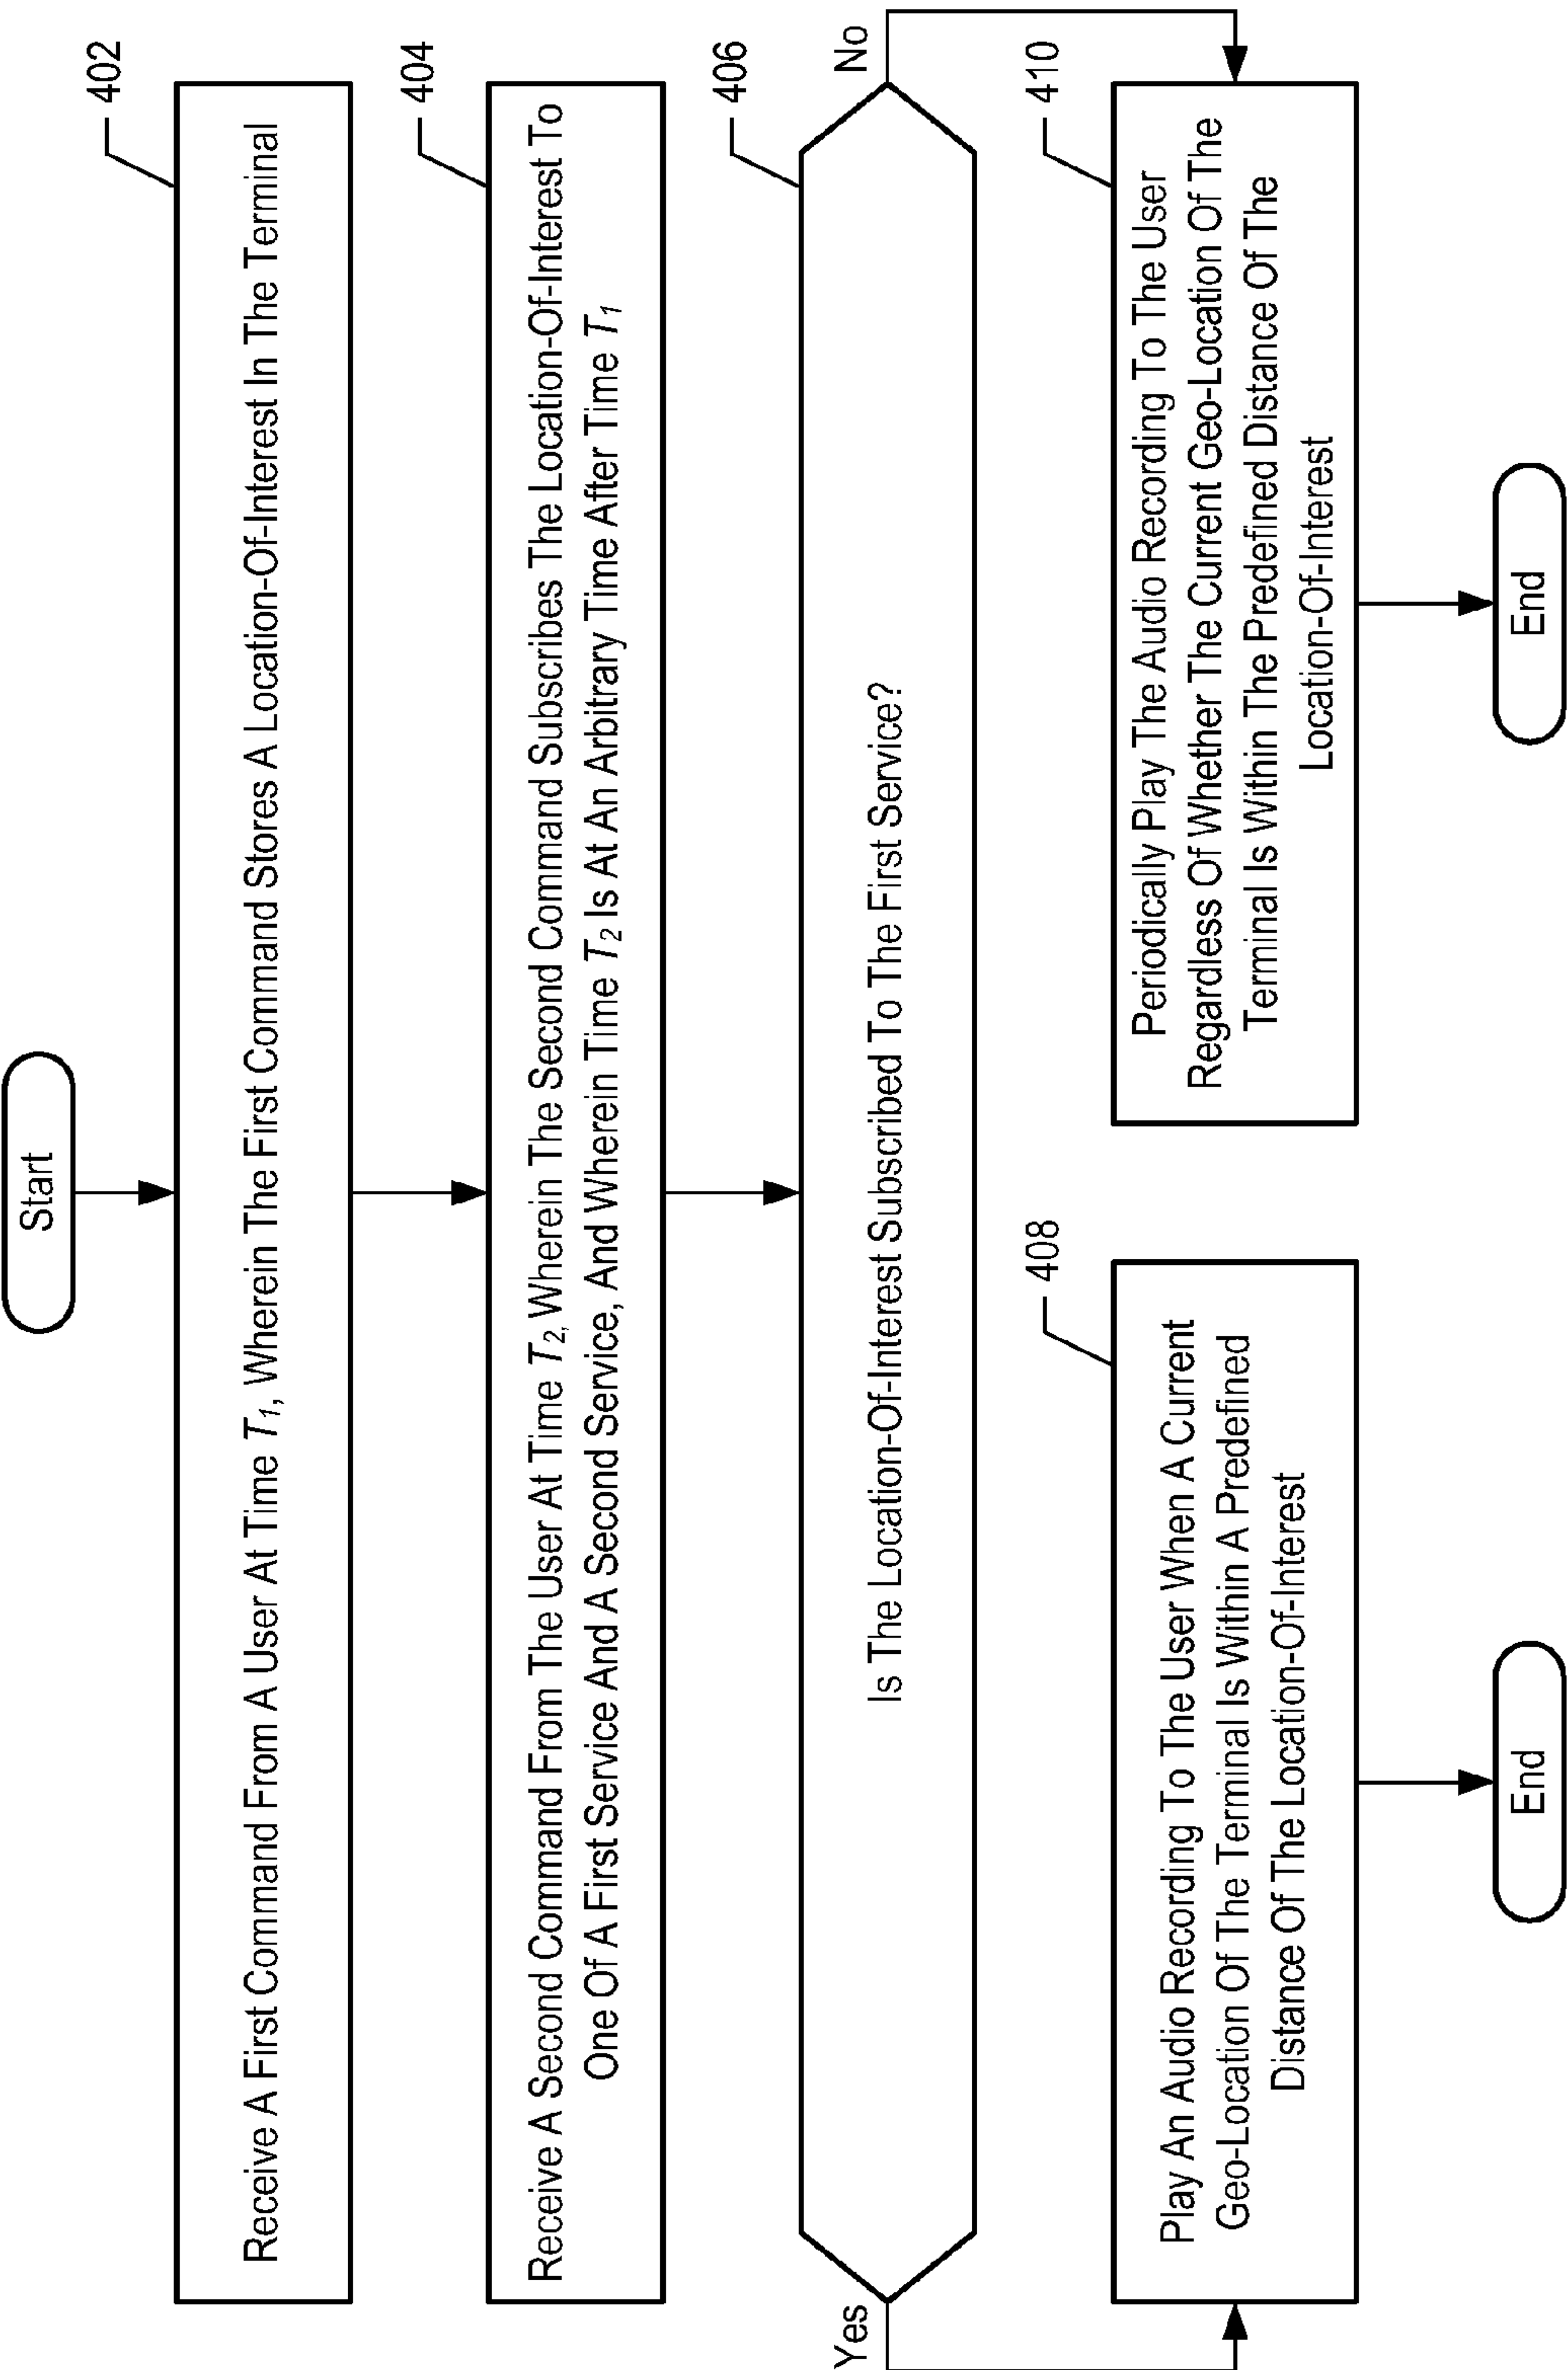 Start
402
Receive A First Command From A User At Time T1, Wherein The First Command Stores A Location-Of-Interest In The Terminal
404
Receive A Second Command From The User At Time T2, Wherein The Second Command Subscribes The Location-Of-Interest To
One Of A First Service And A Second Service, And Wherein Time T2 Is At An Arbitrary Time After Time T1
406
Is The Location-Of-Interest Subscribed To The First Service?
Yes
No
408
Play An Audio Recording To The User When A Current
Geo-Location Of The Terminal Is Within A Predefined
Distance Of The Location-Of-Interest
End
410
Periodically Play The Audio Recording To The User
Regardless Of Whether The Current Geo-Location Of The
Terminal Is Within The Predefined Distance Of The
Location-Of-Interest
End